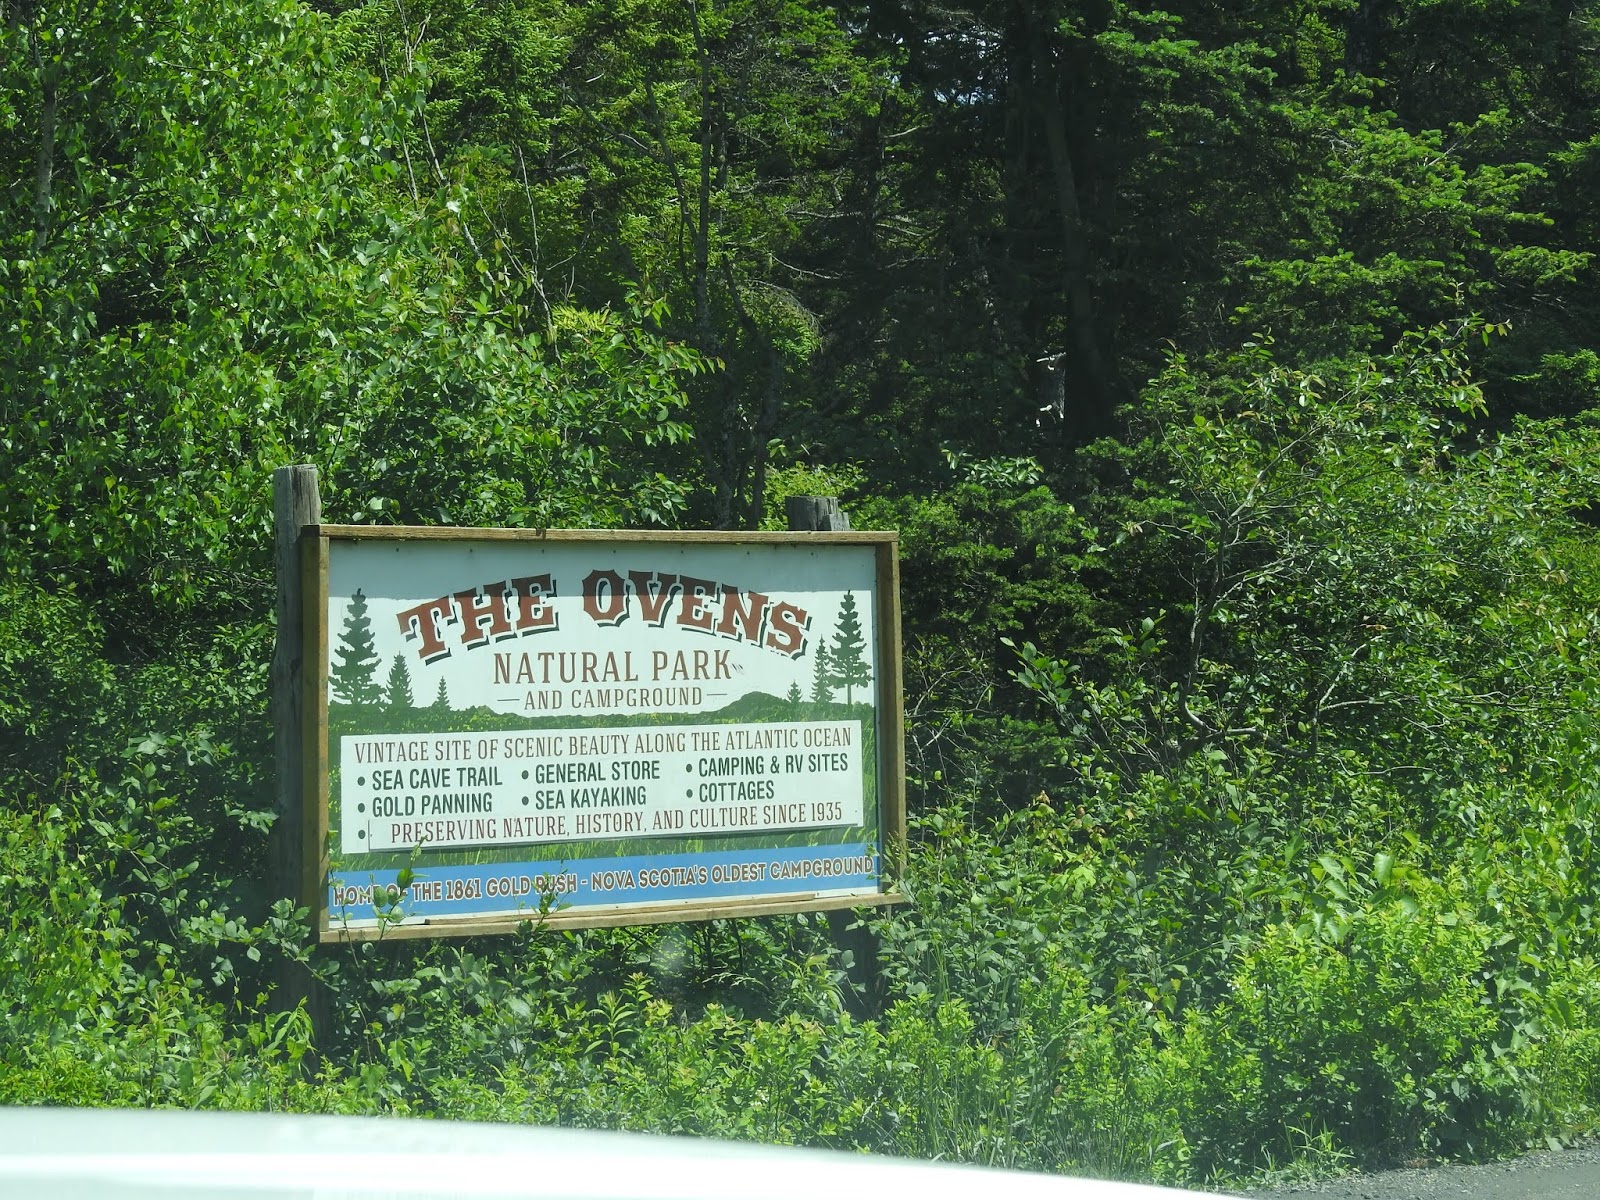 THE OVENS
NATURAL PARK
— AND CAMPGROUND —
VINTAGE SITE OF SCENIC BEAUTY ALONG THE ATLANTIC OCEAN
• SEA CAVE TRAIL • GENERAL STORE • CAMPING & RV SITES
• GOLD PANNING • SEA KAYAKING • COTTAGES
• PRESERVING NATURE, HISTORY, AND CULTURE SINCE 1935
HOME OF THE 1861 GOLD RUSH - NOVA SCOTIA'S OLDEST CAMPGROUND